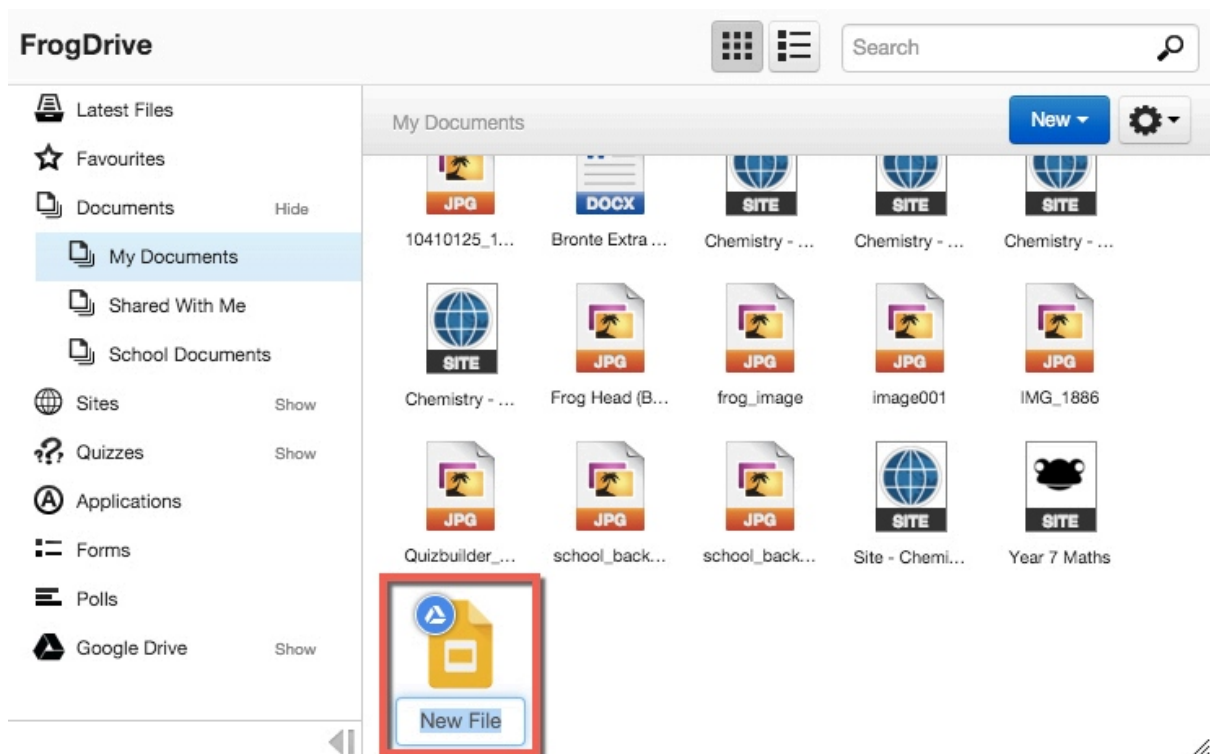 FrogDrive
Search
Latest Files
Favourites
Documents Hide
My Documents
Shared With Me
School Documents
Sites Show
Quizzes Show
Applications
Forms
Polls
Google Drive Show
My Documents
New
JPG DOCX SITE SITE SITE
10410125_1... Bronte Extra ... Chemistry - ... Chemistry - ... Chemistry - ...
SITE JPG JPG JPG JPG
Chemistry - ... Frog Head (B... frog_image image001 IMG_1886
JPG JPG JPG SITE SITE
Quizbuilder_... school_back... school_back... Site - Chemi... Year 7 Maths
New File